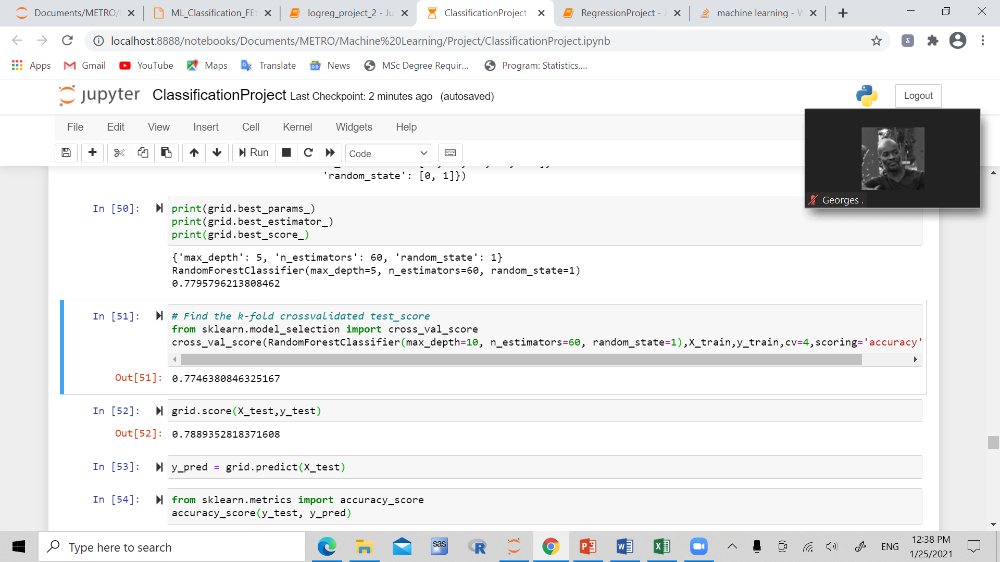 Documents/METRO/
ML_Classification_FEt
logreg_project_2 - Ju
ClassificationProject
RegressionProject - J
machine learning - W
localhost:8888/notebooks/Documents/METRO/Machine%20Learning/Project/ClassificationProject.ipynb
Apps
Gmail
YouTube
Maps
Translate
News
MSc Degree Requir...
Program: Statistics,...
jupyter ClassificationProject Last Checkpoint: 2 minutes ago (autosaved)
Logout
File Edit View Insert Cell Kernel Widgets Help
Run
Code
Georges .
'random_state': [0, 1]})
In [50]:
print(grid.best_params_)
print(grid.best_estimator_)
print(grid.best_score_)
{'max_depth': 5, 'n_estimators': 60, 'random_state': 1}
RandomForestClassifier(max_depth=5, n_estimators=60, random_state=1)
0.7795796213808462
In [51]:
# Find the k-fold crossvalidated test_score
from sklearn.model_selection import cross_val_score
cross_val_score(RandomForestClassifier(max_depth=10, n_estimators=60, random_state=1),X_train,y_train,cv=4,scoring='accuracy'
Out[51]: 0.7746380846325167
In [52]: grid.score(X_test,y_test)
Out[52]: 0.7889352818371608
In [53]: y_pred = grid.predict(X_test)
In [54]: from sklearn.metrics import accuracy_score
accuracy_score(y_test, y_pred)
Type here to search
sas
R
P
W
X
ENG
12:38 PM
1/25/2021